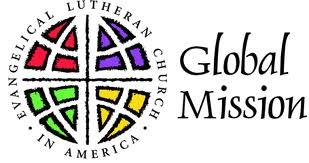 EVANGELICAL LUTHERAN CHURCH
· IN AMERICA ·
Global
Mission